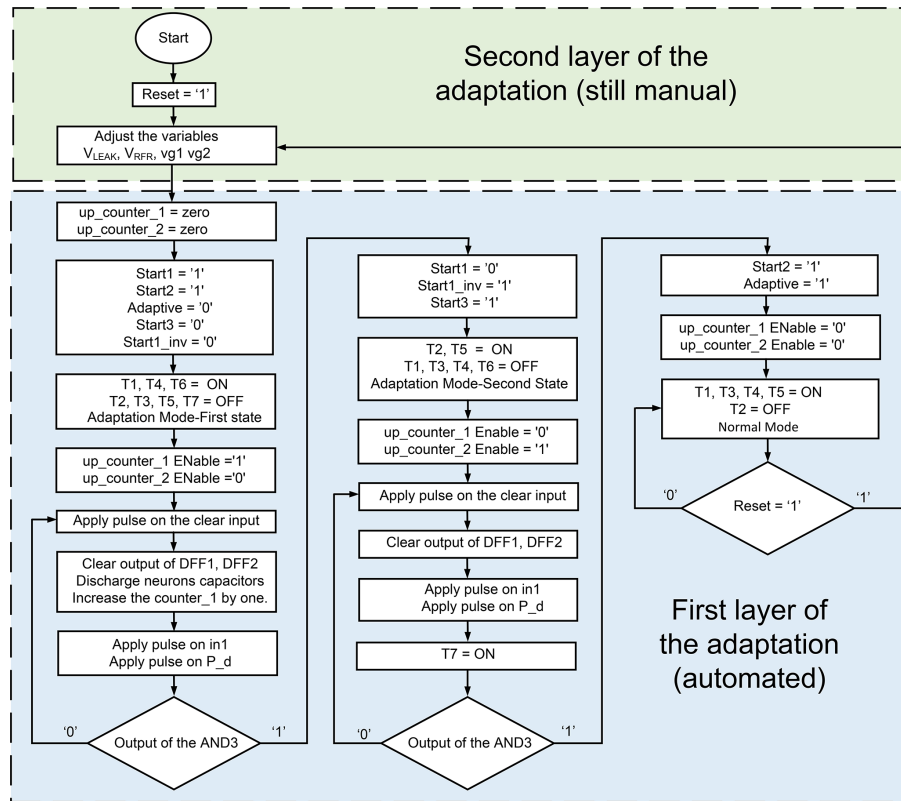 Start
Second layer of the
adaptation (still manual)
Reset = ‘1’
Adjust the variables
VLEAK, VRFR, vg1 vg2
up_counter_1 = zero
up_counter_2 = zero
Start1 = '1'
Start2 = '1'
Adaptive = '0'
Start3 = '0'
Start1_inv = '0'
T1, T4, T6 = ON
T2, T3, T5, T7 = OFF
Adaptation Mode-First state
up_counter_1 ENable ='1'
up_counter_2 ENable ='0'
Apply pulse on the clear input
Clear output of DFF1, DFF2
Discharge neurons capacitors
Increase the counter_1 by one.
Apply pulse on in1
Apply pulse on P_d
‘0’
Output of the AND3
‘1’
Start1 = '0'
Start1_inv = '1'
Start3 = '1'
T2, T5 = ON
T1, T3, T4, T6 = OFF
Adaptation Mode-Second State
up_counter_1 Enable = '0'
up_counter_2 Enable = '1'
Apply pulse on the clear input
Clear output of DFF1, DFF2
Apply pulse on in1
Apply pulse on P_d
T7 = ON
‘0’
Output of the AND3
‘1’
Start2 = '1'
Adaptive = '1'
up_counter_1 ENable = '0'
up_counter_2 Enable = '0'
T1, T3, T4, T5 = ON
T2 = OFF
Normal Mode
‘0’
Reset = ‘1’
‘1’
First layer of
the adaptation
(automated)